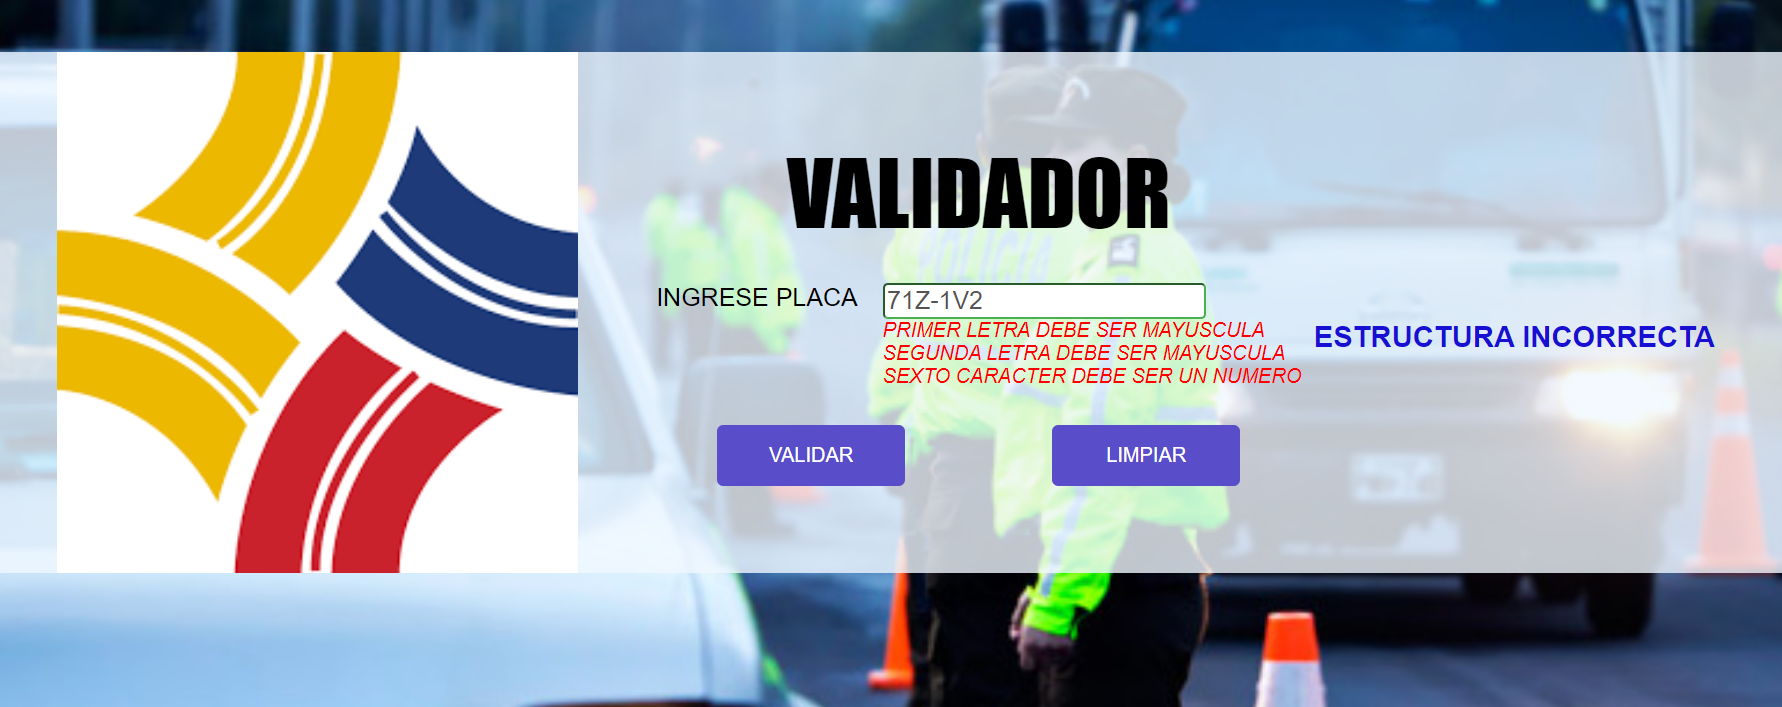 VALIDADOR
INGRESE PLACA
71Z-1V2
PRIMER LETRA DEBE SER MAYUSCULA
SEGUNDA LETRA DEBE SER MAYUSCULA
SEXTO CARACTER DEBE SER UN NUMERO
ESTRUCTURA INCORRECTA
VALIDAR
LIMPIAR
POLICIA